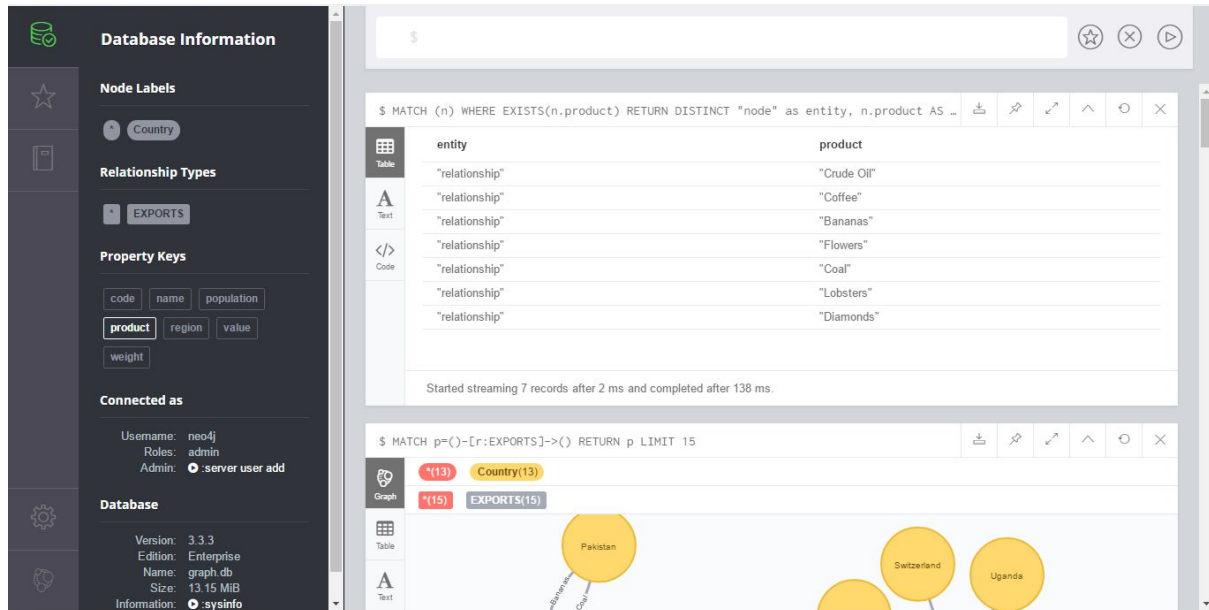 Database Information
Node Labels
* Country
Relationship Types
* EXPORTS
Property Keys
code name population
product region value
weight
Connected as
Username: neo4j
Roles: admin
Admin: :server user add
Database
Version: 3.3.3
Edition: Enterprise
Name: graph.db
Size: 13.15 MiB
Information: :sysinfo
$
$ MATCH (n) WHERE EXISTS(n.product) RETURN DISTINCT "node" as entity, n.product AS …
Table
Text
Code
entity product
"relationship" "Crude Oil"
"relationship" "Coffee"
"relationship" "Bananas"
"relationship" "Flowers"
"relationship" "Coal"
"relationship" "Lobsters"
"relationship" "Diamonds"
Started streaming 7 records after 2 ms and completed after 138 ms.
$ MATCH p=()-[r:EXPORTS]->() RETURN p LIMIT 15
Graph
Table
Text
*(13) Country(13)
*(15) EXPORTS(15)
Pakistan
Bananas
Coal
Switzerland
Uganda